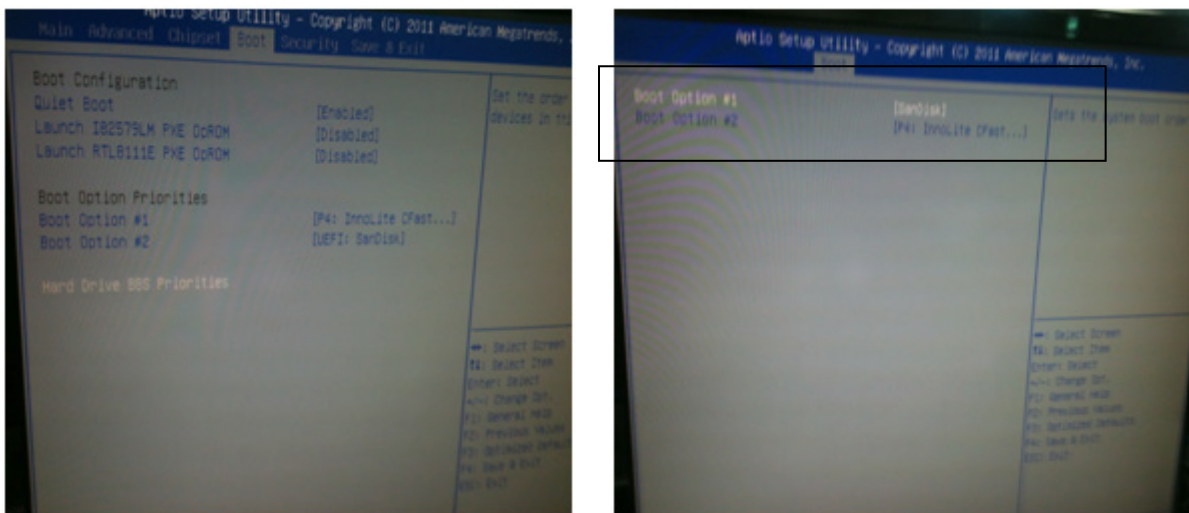 Aptio Setup Utility - Copyright (C) 2011 American Megatrends,
Main Advanced Chipset Boot Security Save & Exit
Boot Configuration
Quiet Boot [Enabled]
Launch I82579LM PXE OpROM [Disabled]
Launch RTL8111E PXE OpROM [Disabled]
Boot Option Priorities
Boot Option #1 [P4: InnoLite CFast...]
Boot Option #2 [UEFI: SanDisk]
Hard Drive BBS Priorities
Set the order
devices in this
: Select Screen
: Select Item
Enter: Select
+/-: Change Opt.
F1: General Help
F2: Previous Values
F3: Optimized Defaults
F4: Save & Exit
ESC: Exit
Aptio Setup Utility - Copyright (C) 2011 American Megatrends, Inc.
Boot
Boot Option #1 [SanDisk]
Boot Option #2 [P4: InnoLite CFast...]
Sets the system boot order
: Select Screen
: Select Item
Enter: Select
+/-: Change Opt.
F1: General Help
F2: Previous Values
F3: Optimized Defaults
F4: Save & Exit
ESC: Exit